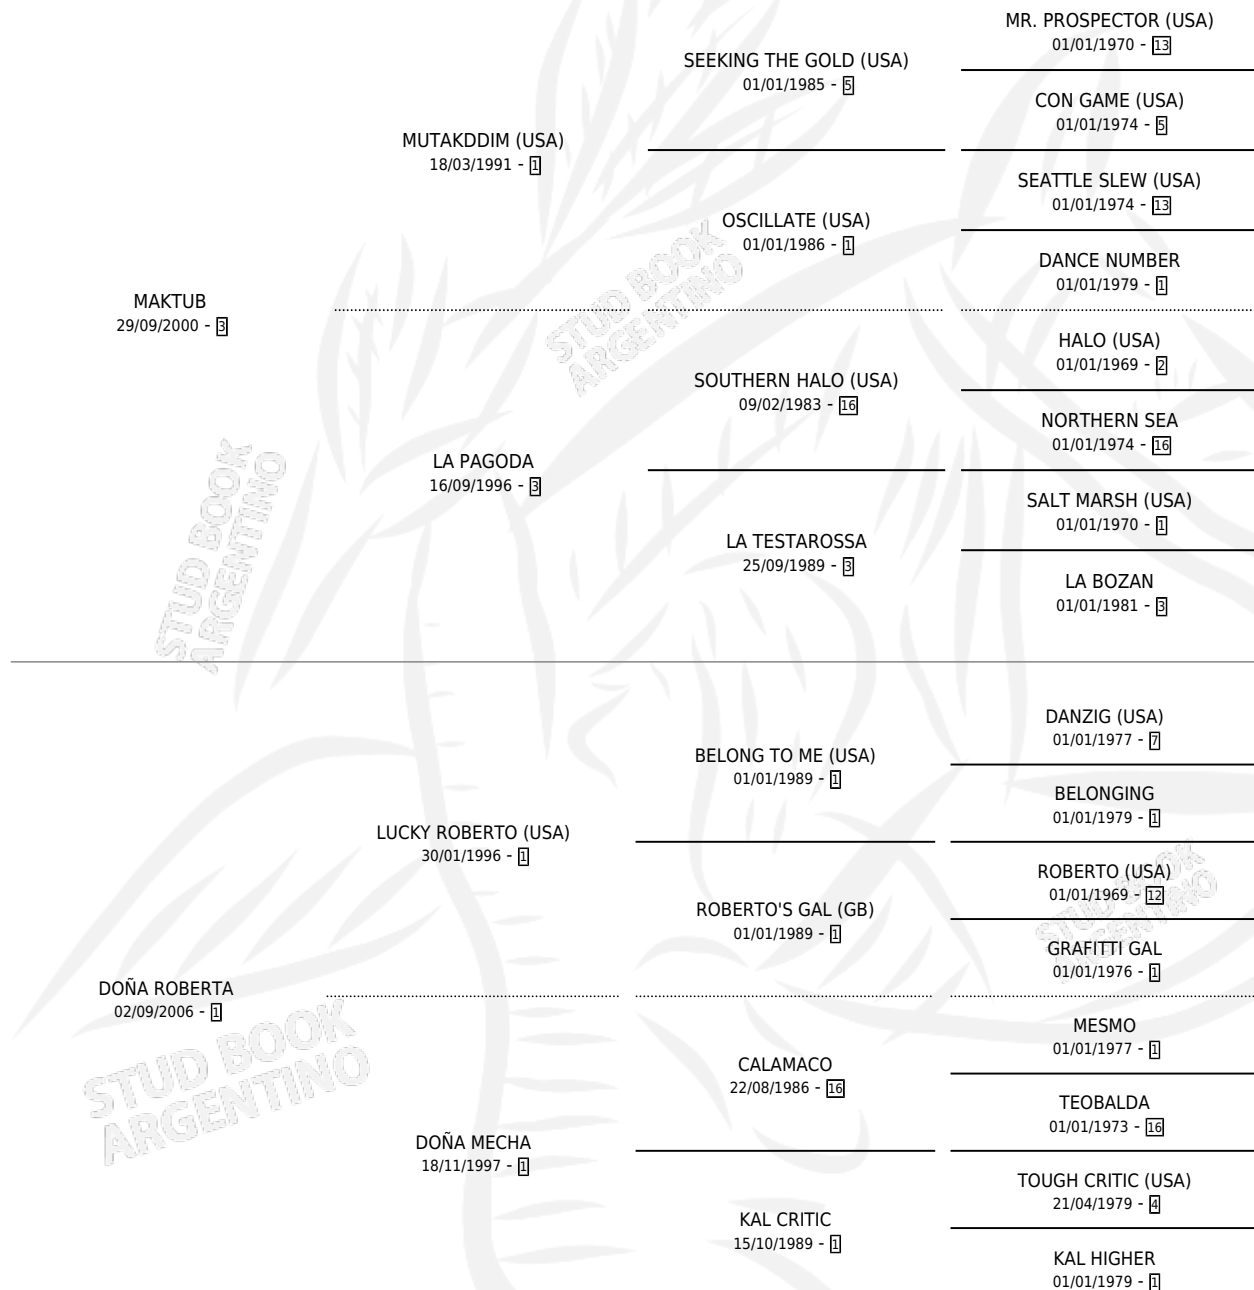 MR. PROSPECTOR (USA)
01/01/1970 - 13
SEEKING THE GOLD (USA)
01/01/1985 - 5
CON GAME (USA)
01/01/1974 - 5
MUTAKDDIM (USA)
18/03/1991 - 1
SEATTLE SLEW (USA)
01/01/1974 - 13
OSCILLATE (USA)
01/01/1986 - 1
DANCE NUMBER
01/01/1979 - 1
MAKTUB
29/09/2000 - 3
HALO (USA)
01/01/1969 - 2
SOUTHERN HALO (USA)
09/02/1983 - 16
NORTHERN SEA
01/01/1974 - 16
LA PAGODA
16/09/1996 - 3
SALT MARSH (USA)
01/01/1970 - 1
LA TESTAROSSA
25/09/1989 - 3
LA BOZAN
01/01/1981 - 3
DANZIG (USA)
01/01/1977 - 7
BELONG TO ME (USA)
01/01/1989 - 1
BELONGING
01/01/1979 - 1
LUCKY ROBERTO (USA)
30/01/1996 - 1
ROBERTO (USA)
01/01/1969 - 12
ROBERTO'S GAL (GB)
01/01/1989 - 1
GRAFITTI GAL
01/01/1976 - 1
DOÑA ROBERTA
02/09/2006 - 1
MESMO
01/01/1977 - 1
CALAMACO
22/08/1986 - 16
TEOBALDA
01/01/1973 - 16
DOÑA MECHA
18/11/1997 - 1
TOUGH CRITIC (USA)
21/04/1979 - 4
KAL CRITIC
15/10/1989 - 1
KAL HIGHER
01/01/1979 - 1
STUD BOOK
ARGENTINO
STUD BOOK
ARGENTINO
STUD BOOK
ARGENTINO
STUD BOOK
ARGENTINO